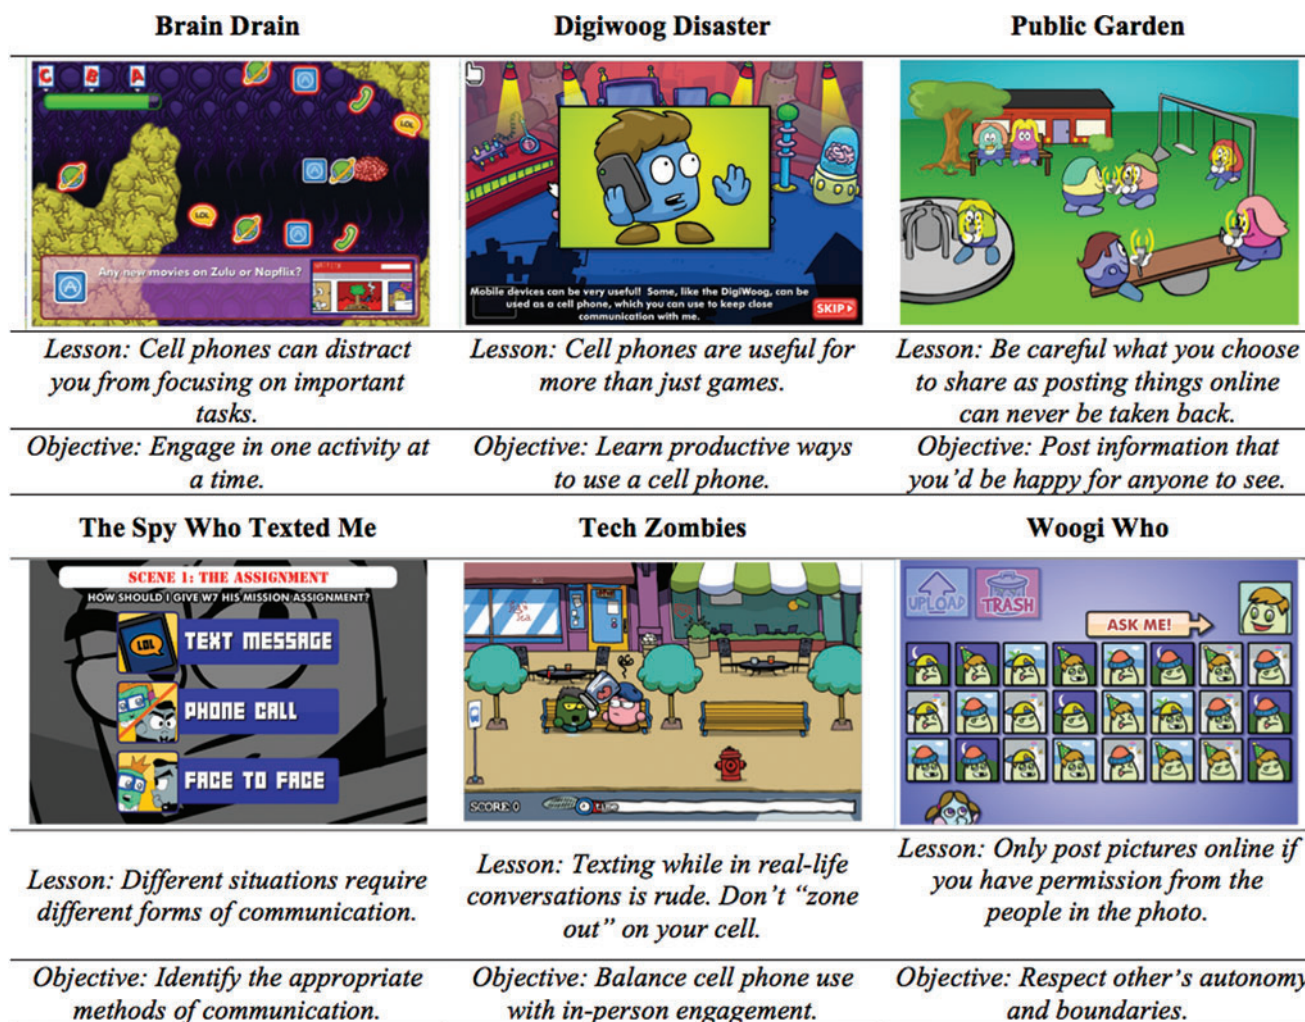 Brain Drain
Digiwoog Disaster
Public Garden
C B A
LOL
LOL
Any new movies on Zulu or Napflix?
Mobile devices can be very useful! Some, like the DigiWoog, can be
used as a cell phone, which you can use to keep close
communication with me.
SKIP
Lesson: Cell phones can distract
you from focusing on important
tasks.
Lesson: Cell phones are useful for
more than just games.
Lesson: Be careful what you choose
to share as posting things online
can never be taken back.
Objective: Engage in one activity at
a time.
Objective: Learn productive ways
to use a cell phone.
Objective: Post information that
you’d be happy for anyone to see.
The Spy Who Texted Me
Tech Zombies
Woogi Who
SCENE 1: THE ASSIGNMENT
HOW SHOULD I GIVE W7 HIS MISSION ASSIGNMENT?
LOL
TEXT MESSAGE
PHONE CALL
FACE TO FACE
SCORE 0
UPLOAD
TRASH
ASK ME!
Lesson: Different situations require
different forms of communication.
Lesson: Texting while in real-life
conversations is rude. Don’t “zone
out” on your cell.
Lesson: Only post pictures online if
you have permission from the
people in the photo.
Objective: Identify the appropriate
methods of communication.
Objective: Balance cell phone use
with in-person engagement.
Objective: Respect other’s autonomy
and boundaries.